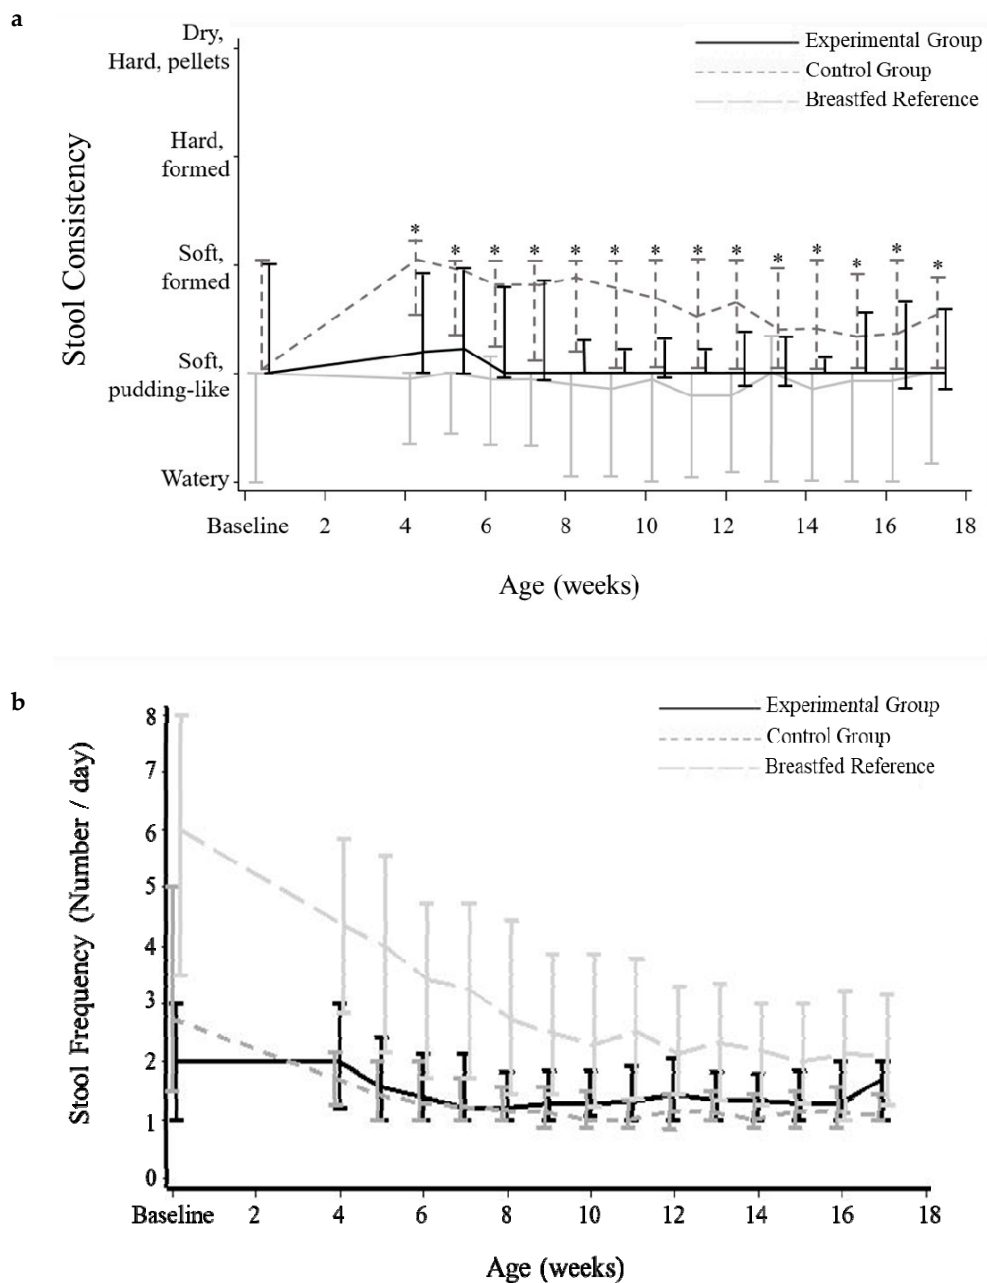 a
Dry,
Hard, pellets
Hard,
formed
Soft,
formed
Soft,
pudding-like
Watery
Stool Consistency
Experimental Group
Control Group
Breastfed Reference
* * * * * * * * * * * * * *
Baseline 2 4 6 8 10 12 14 16 18
Age (weeks)
b
8
7
6
5
4
3
2
1
0
Stool Frequency (Number / day)
Experimental Group
Control Group
Breastfed Reference
Baseline 2 4 6 8 10 12 14 16 18
Age (weeks)